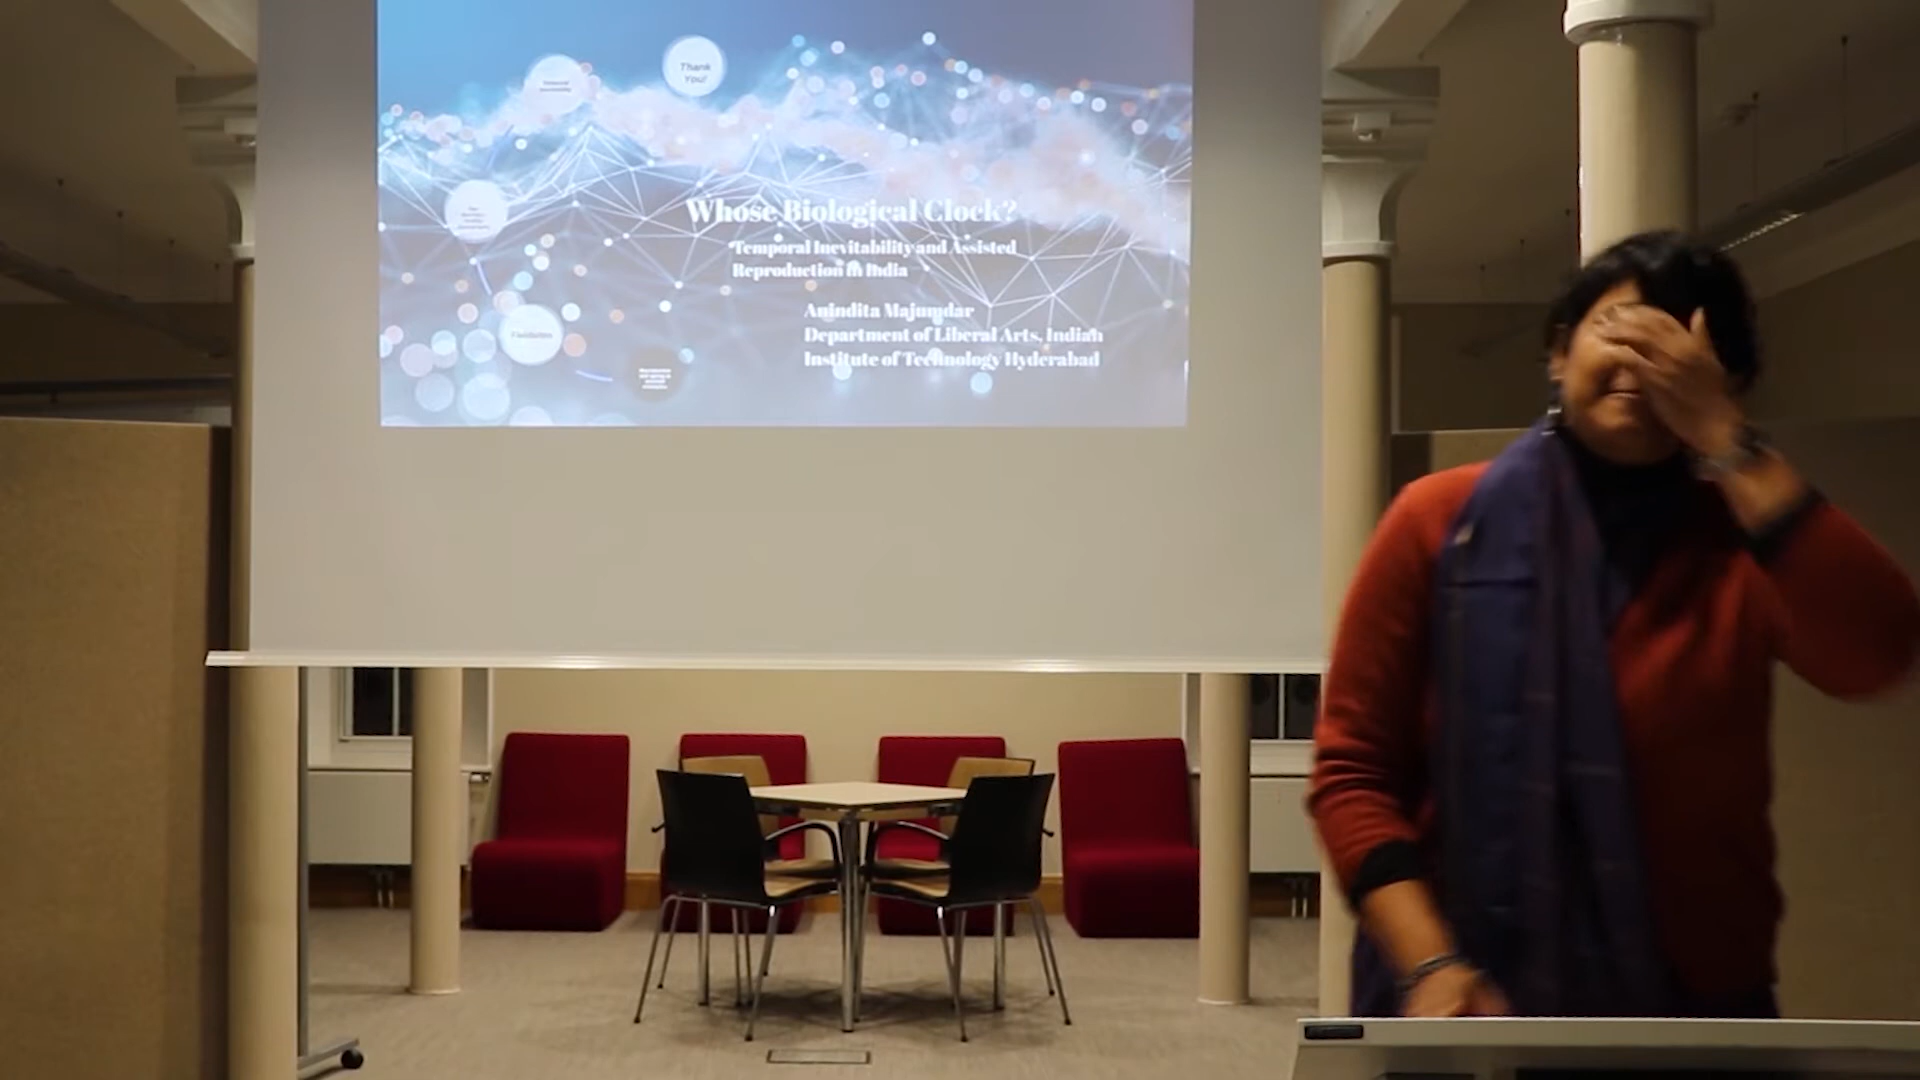 Thank
You!
Whose Biological Clock?
Temporal Inevitability and Assisted
Reproduction in India
Anindita Majumdar
Department of Liberal Arts, Indian
Institute of Technology Hyderabad